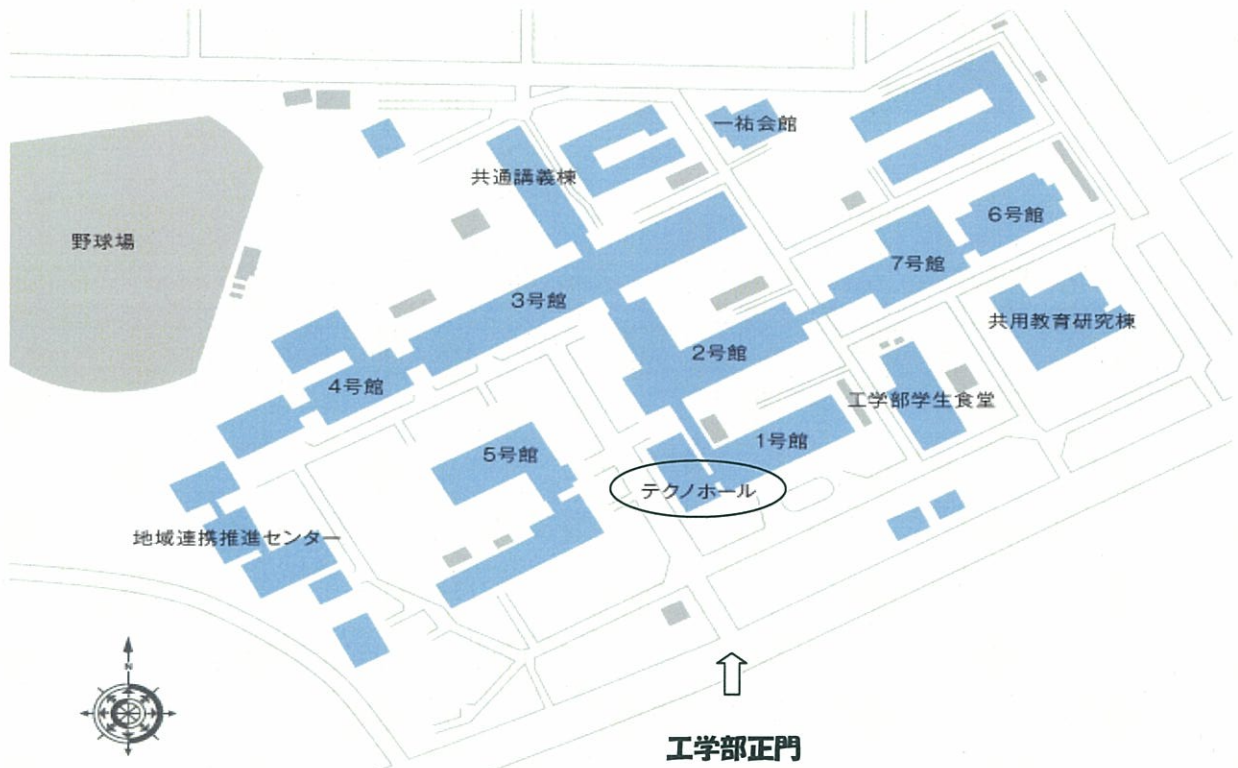 一祐会館
共通講義棟
6号館
野球場
7号館
3号館
共用教育研究棟
2号館
4号館
工学部学生食堂
1号館
5号館
テクノホール
地域連携推進センター
N
工学部正門